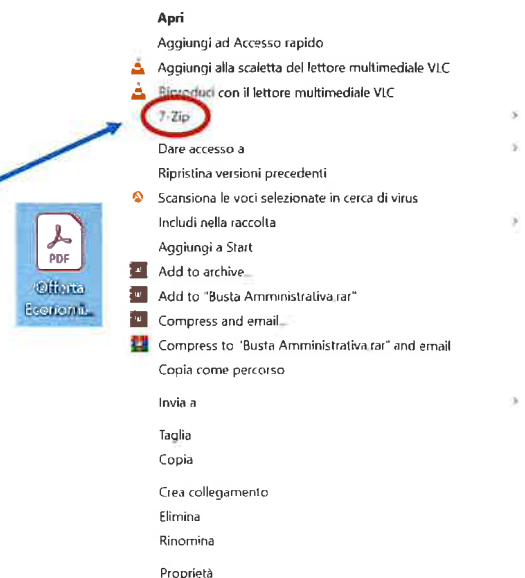 Apri
Aggiungi ad Accesso rapido
Aggiungi alla scaletta del lettore multimediale VLC
Riproduci con il lettore multimediale VLC
7-Zip
Dare accesso a
Ripristina versioni precedenti
Scansiona le voci selezionate in cerca di virus
Includi nella raccolta
Aggiungi a Start
Add to archive...
Add to "Busta Amministrativa.rar"
Compress and email...
Compress to "Busta Amministrativa.rar" and email
Copia come percorso
Invia a
Taglia
Copia
Crea collegamento
Elimina
Rinomina
Proprietà
PDF
Offerta
Economi...